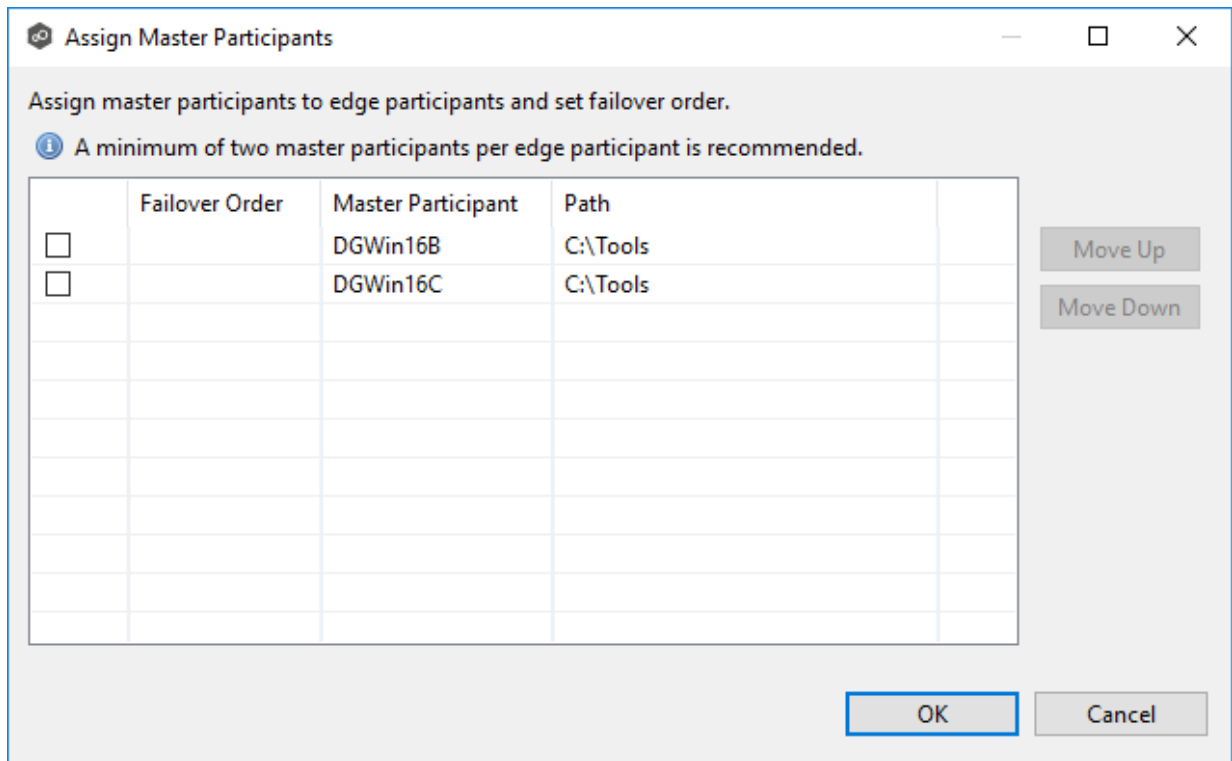 Assign Master Participants
Assign master participants to edge participants and set failover order.
A minimum of two master participants per edge participant is recommended.
Failover Order Master Participant Path
DGWin16B C:\Tools
DGWin16C C:\Tools
Move Up
Move Down
OK Cancel